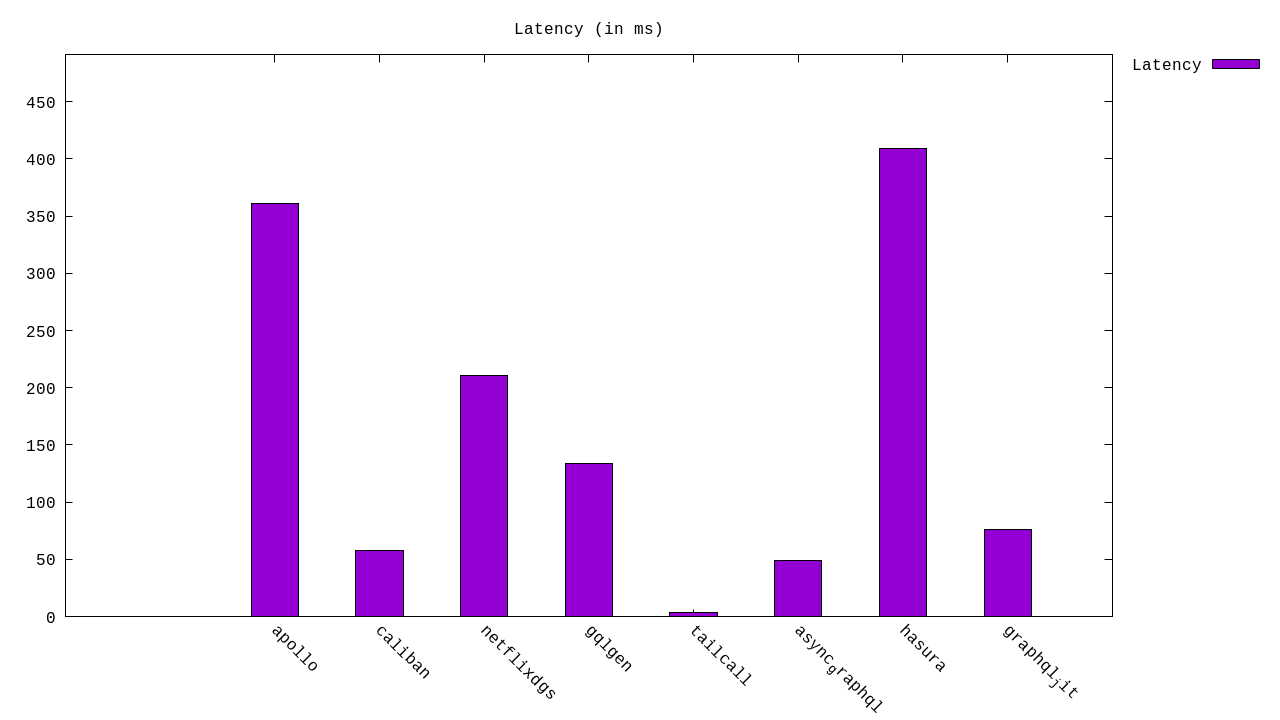 Latency (in ms)
Latency
450
400
350
300
250
200
150
100
50
0
apollo
caliban
netflixdgs
gqlgen
tailcall
async_graphql
hasura
graphql_jit